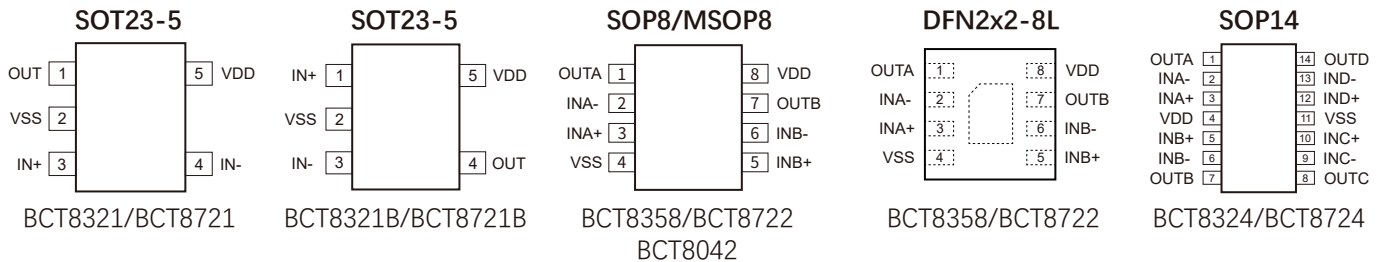 SOT23-5 SOT23-5 SOP8/MSOP8 DFN2x2-8L SOP14
OUT 1 5 VDD
VSS 2
IN+ 3 4 IN-
BCT8321/BCT8721
IN+ 1 5 VDD
VSS 2
IN- 3 4 OUT
BCT8321B/BCT8721B
OUTA 1 8 VDD
INA- 2 7 OUTB
INA+ 3 6 INB-
VSS 4 5 INB+
BCT8358/BCT8722
BCT8042
OUTA 1 8 VDD
INA- 2 7 OUTB
INA+ 3 6 INB-
VSS 4 5 INB+
BCT8358/BCT8722
OUTA 1 14 OUTD
INA- 2 13 IND-
INA+ 3 12 IND+
VDD 4 11 VSS
INB+ 5 10 INC+
INB- 6 9 INC-
OUTB 7 8 OUTC
BCT8324/BCT8724